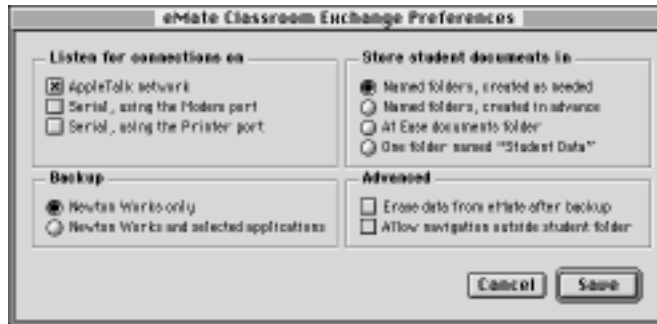 eMate Classroom Exchange Preferences
Listen for connections on
AppleTalk network
Serial, using the Modem port
Serial, using the Printer port
Store student documents in
Named folders, created as needed
Named folders, created in advance
At Ease documents folder
One folder named "Student Data"
Backup
Newton Works only
Newton Works and selected applications
Advanced
Erase data from eMate after backup
Allow navigation outside student folder
Cancel
Save